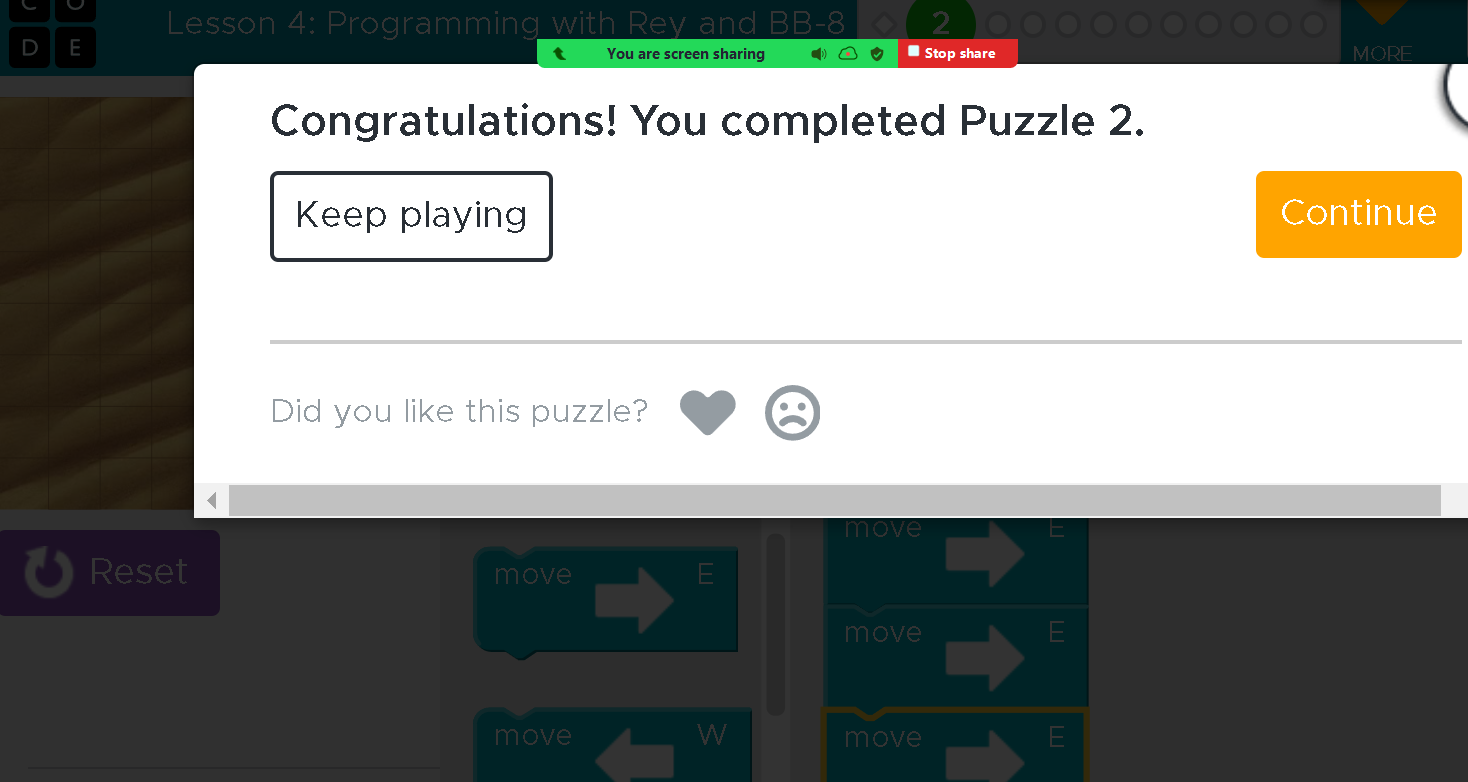 C O
D E
Lesson 4: Programming with Rey and BB-8
2
MORE
You are screen sharing
Stop share
Congratulations! You completed Puzzle 2.
Keep playing
Continue
Did you like this puzzle?
Reset
move E
move W
move E
move E
move E